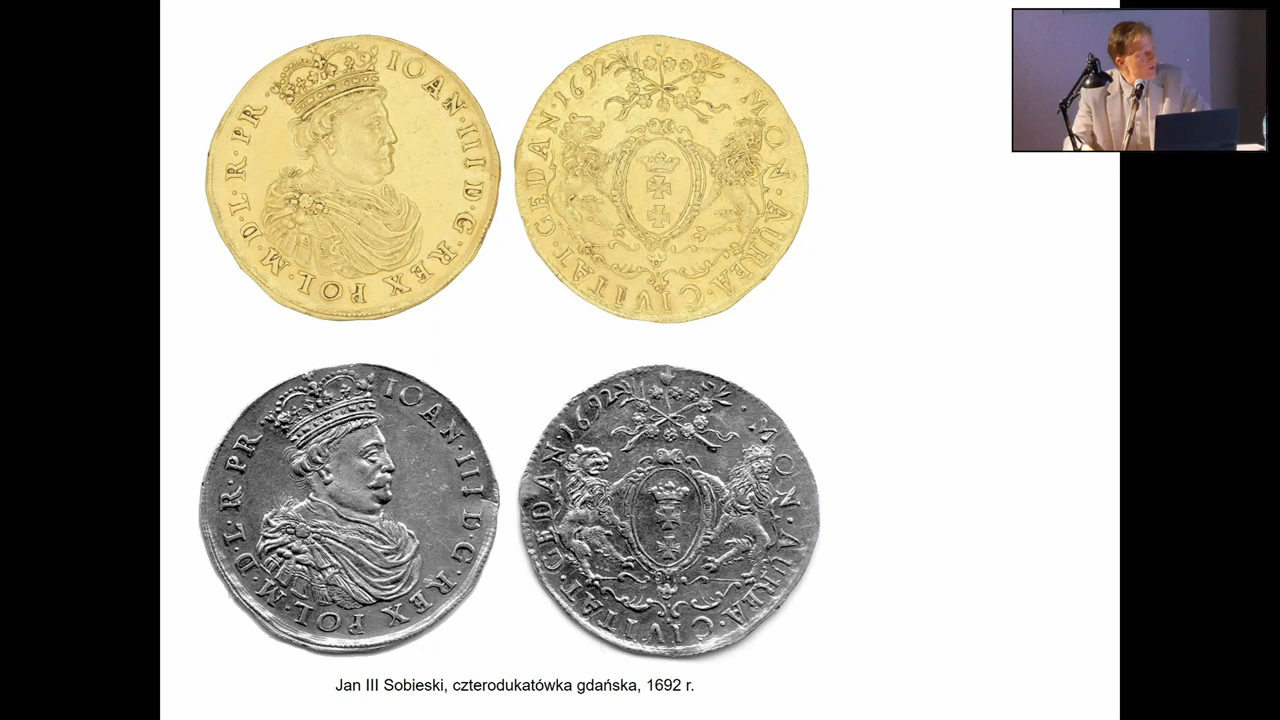 IOAN·III D·G·REX POL·M·D·L·R·PR
MON·AUREA·CIVITAT·GEDAN·1692
IOAN·III D·G·REX POL·M·D·L·R·PR
MON·AUREA·CIVITAT·GEDAN·1692
Jan III Sobieski, czterodukatówka gdańska, 1692 r.